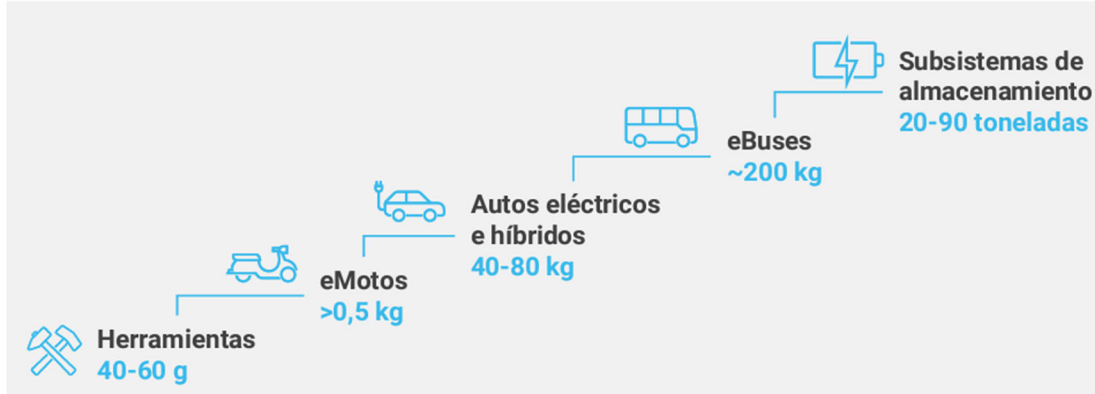 Subsistemas de
almacenamiento
20-90 toneladas
eBuses
~200 kg
Autos eléctricos
e híbridos
40-80 kg
eMotos
>0,5 kg
Herramientas
40-60 g